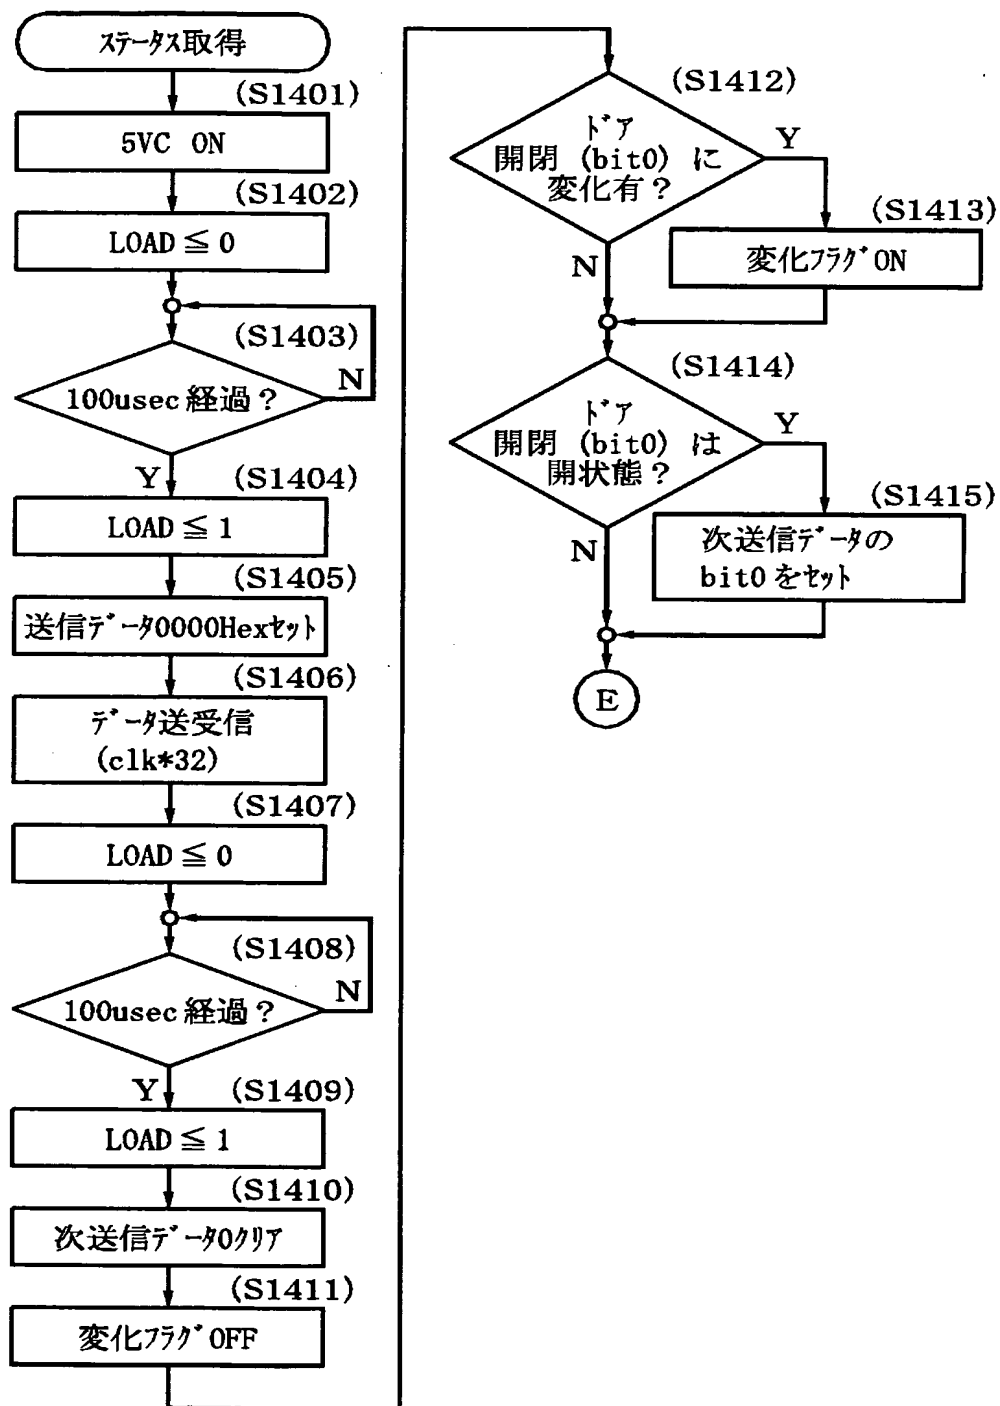 ステータス取得
(S1401)
5VC ON
(S1402)
LOAD ≦ 0
(S1403)
100usec 経過?
N
Y
(S1404)
LOAD ≦ 1
(S1405)
送信データ0000Hexセット
(S1406)
データ送受信
(clk*32)
(S1407)
LOAD ≦ 0
(S1408)
100usec 経過?
N
Y
(S1409)
LOAD ≦ 1
(S1410)
次送信データ0クリア
(S1411)
変化フラグOFF
(S1412)
ドア
開閉 (bit0) に
変化有?
Y
N
(S1413)
変化フラグON
(S1414)
ドア
開閉 (bit0) は
開状態?
Y
N
(S1415)
次送信データの
bit0 をセット
E